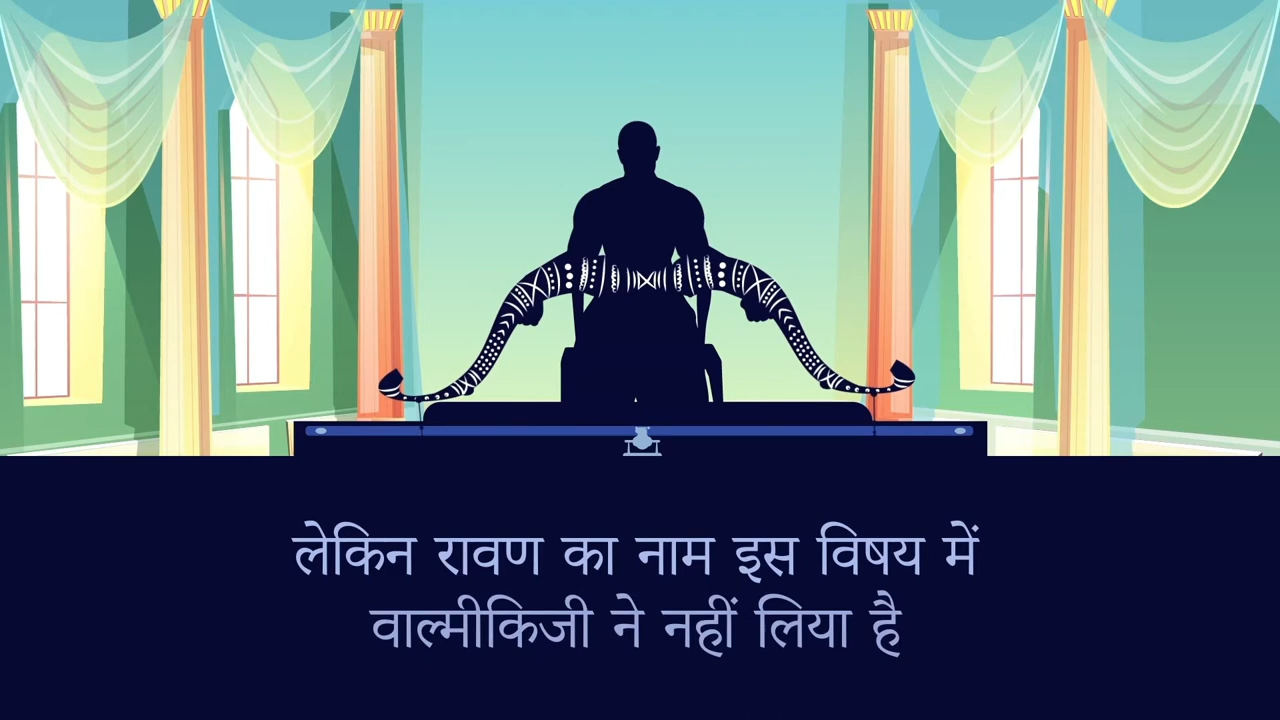 लेकिन रावण का नाम इस विषय में
वाल्मीकिजी ने नहीं लिया है